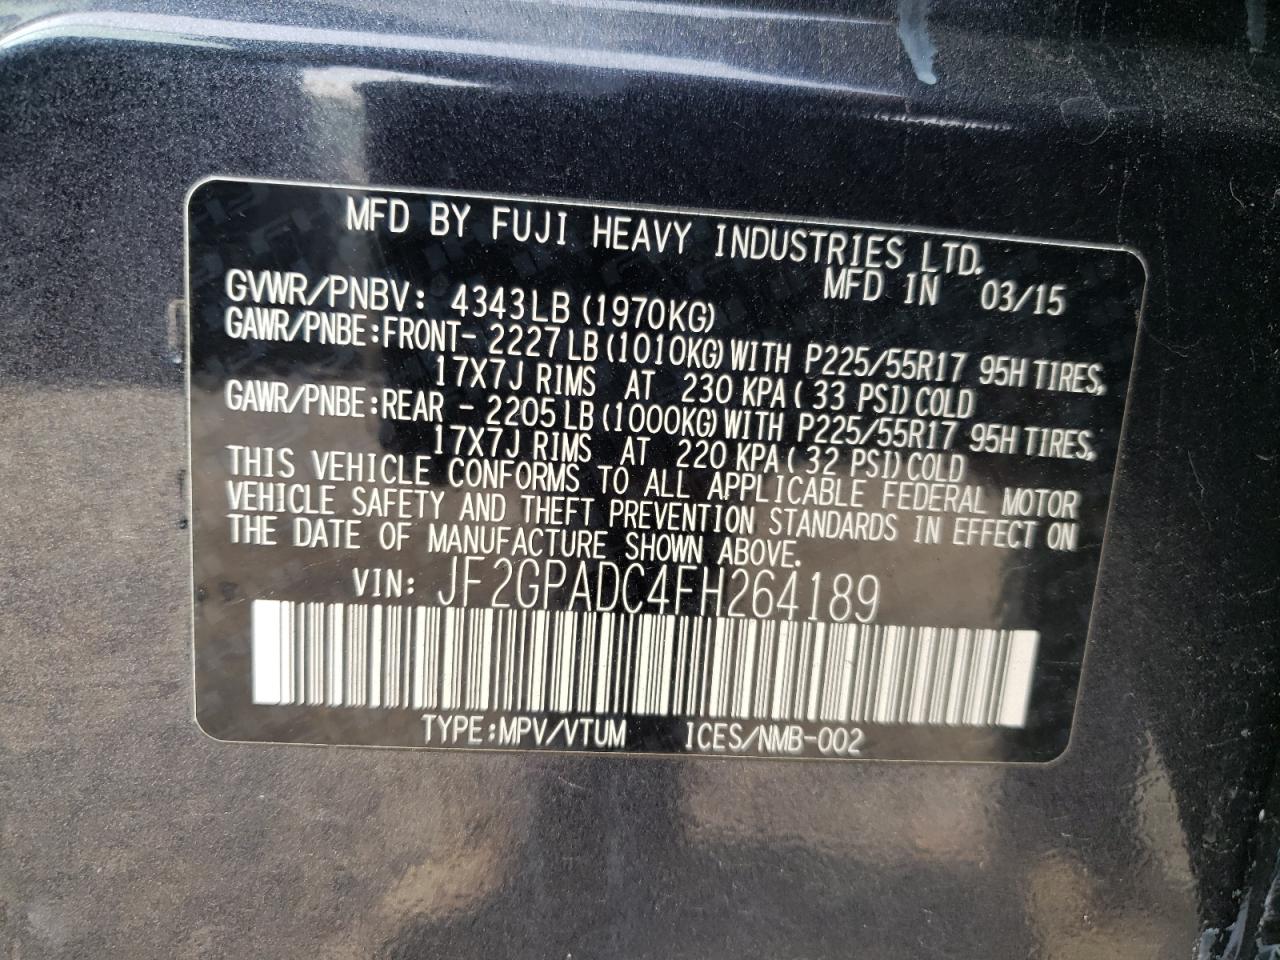 MFD BY FUJI HEAVY INDUSTRIES LTD.
MFD IN 03/15
GVWR/PNBV: 4343LB (1970KG)
GAWR/PNBE:FRONT- 2227LB (1010KG) WITH P225/55R17 95H TIRES,
17X7J RIMS AT 230 KPA ( 33 PSI) COLD
GAWR/PNBE:REAR - 2205LB (1000KG) WITH P225/55R17 95H TIRES,
17X7J RIMS AT 220 KPA ( 32 PSI) COLD
THIS VEHICLE CONFORMS TO ALL APPLICABLE FEDERAL MOTOR
VEHICLE SAFETY AND THEFT PREVENTION STANDARDS IN EFFECT ON
THE DATE OF MANUFACTURE SHOWN ABOVE.
VIN: JF2GPADC4FH264189
TYPE:MPV/VTUM ICES/NMB-002